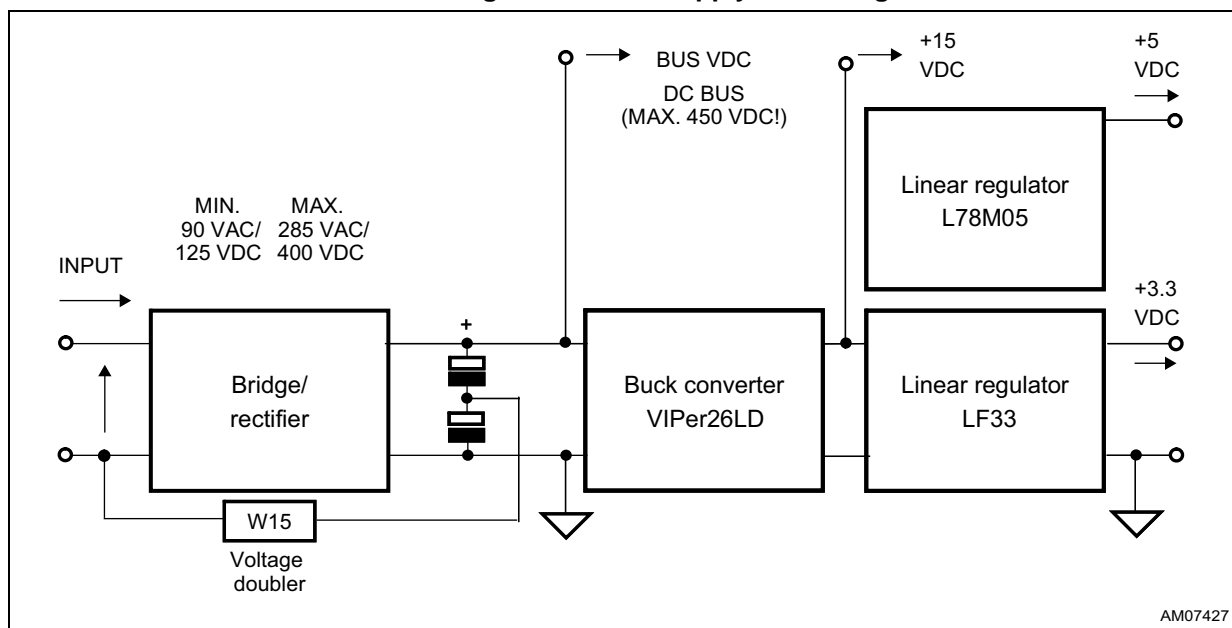 BUS VDC
DC BUS
(MAX. 450 VDC!)
+15
VDC
+5
VDC
MIN. MAX.
90 VAC/ 285 VAC/
125 VDC 400 VDC
INPUT
Linear regulator
L78M05
+3.3
VDC
+
Bridge/
rectifier
Buck converter
VIPer26LD
Linear regulator
LF33
W15
Voltage
doubler
AM07427